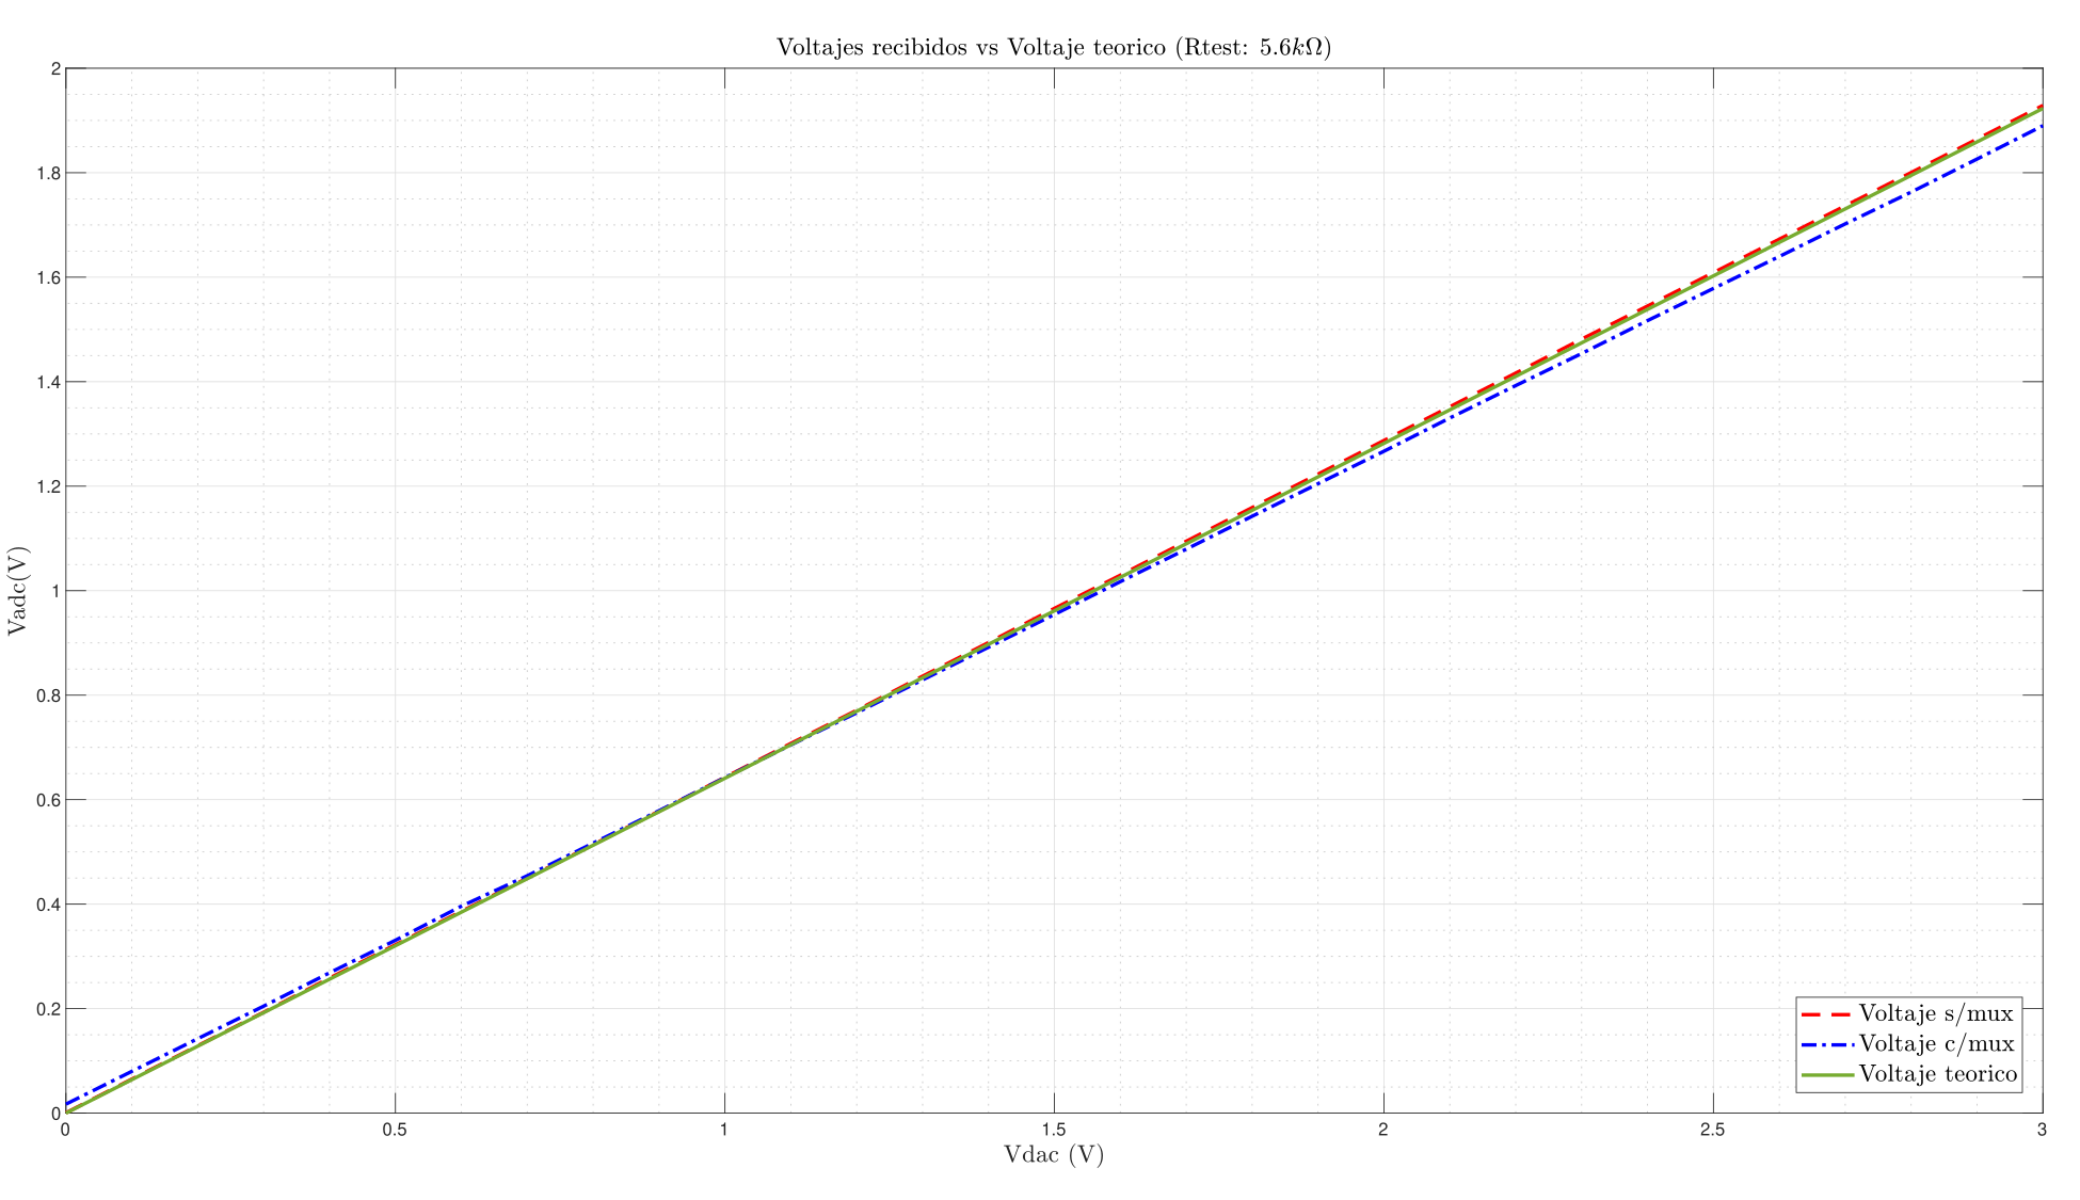 Voltajes recibidos vs Voltaje teorico (Rtest: 5.6kΩ)
2
1.8
1.6
1.4
1.2
1
0.8
0.6
0.4
0.2
0
Vadc(V)
0 0.5 1 1.5 2 2.5 3
Vdac (V)
Voltaje s/mux
Voltaje c/mux
Voltaje teorico